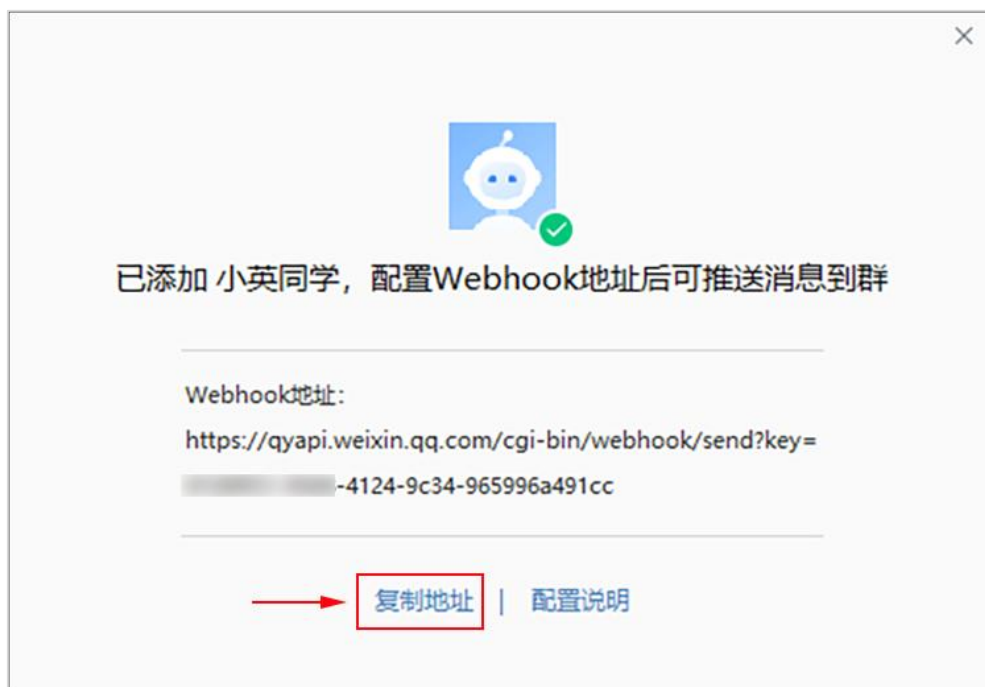 已添加 小英同学，配置Webhook地址后可推送消息到群
Webhook地址：
https://qyapi.weixin.qq.com/cgi-bin/webhook/send?key=
-4124-9c34-965996a491cc
复制地址 | 配置说明